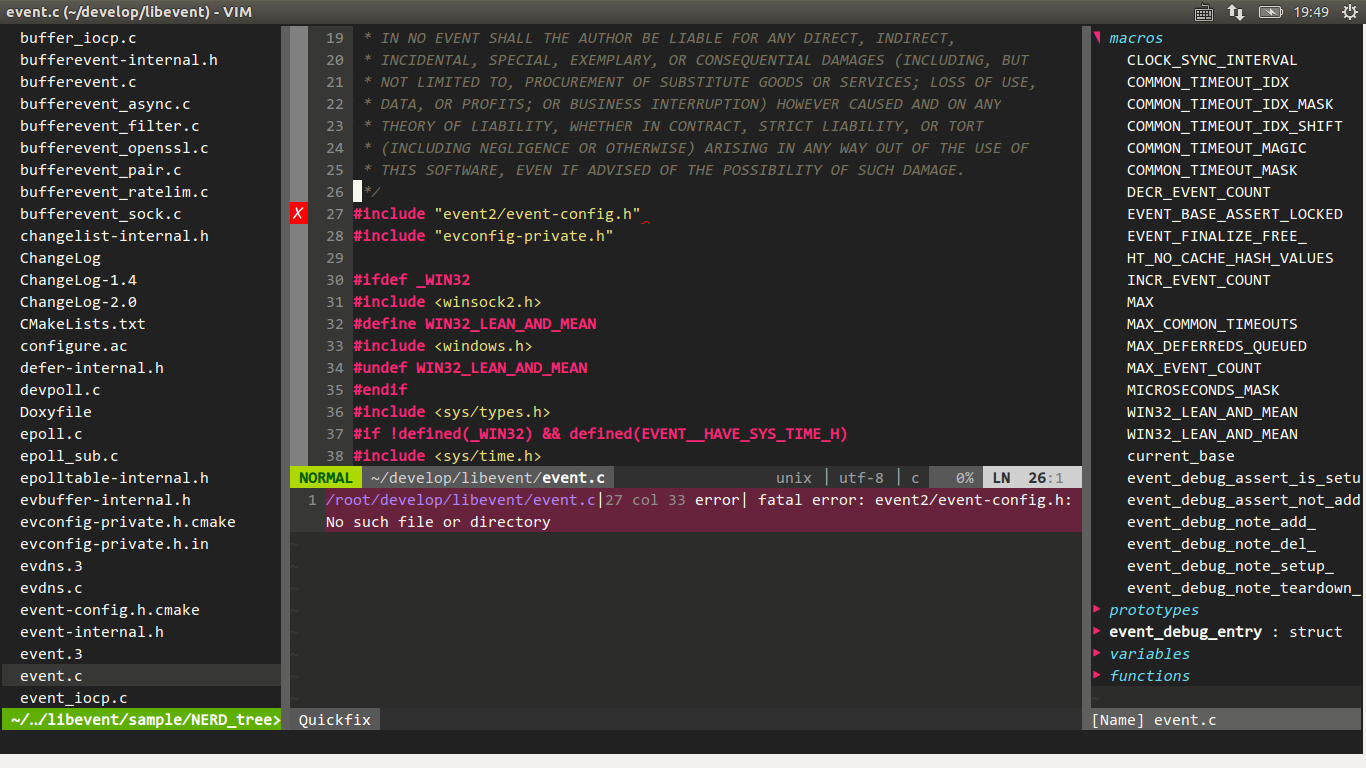 event.c (~/develop/libevent) - VIM
19:49
buffer_iocp.c
bufferevent-internal.h
bufferevent.c
bufferevent_async.c
bufferevent_filter.c
bufferevent_openssl.c
bufferevent_pair.c
bufferevent_ratelim.c
bufferevent_sock.c
changelist-internal.h
ChangeLog
ChangeLog-1.4
ChangeLog-2.0
CMakeLists.txt
configure.ac
defer-internal.h
devpoll.c
Doxyfile
epoll.c
epoll_sub.c
epolltable-internal.h
evbuffer-internal.h
evconfig-private.h.cmake
evconfig-private.h.in
evdns.3
evdns.c
event-config.h.cmake
event-internal.h
event.3
event.c
event_iocp.c
~/../libevent/sample/NERD_tree>
19 * IN NO EVENT SHALL THE AUTHOR BE LIABLE FOR ANY DIRECT, INDIRECT,
20 * INCIDENTAL, SPECIAL, EXEMPLARY, OR CONSEQUENTIAL DAMAGES (INCLUDING, BUT
21 * NOT LIMITED TO, PROCUREMENT OF SUBSTITUTE GOODS OR SERVICES; LOSS OF USE,
22 * DATA, OR PROFITS; OR BUSINESS INTERRUPTION) HOWEVER CAUSED AND ON ANY
23 * THEORY OF LIABILITY, WHETHER IN CONTRACT, STRICT LIABILITY, OR TORT
24 * (INCLUDING NEGLIGENCE OR OTHERWISE) ARISING IN ANY WAY OUT OF THE USE OF
25 * THIS SOFTWARE, EVEN IF ADVISED OF THE POSSIBILITY OF SUCH DAMAGE.
26 */
X 27 #include "event2/event-config.h"
28 #include "evconfig-private.h"
29
30 #ifdef _WIN32
31 #include <winsock2.h>
32 #define WIN32_LEAN_AND_MEAN
33 #include <windows.h>
34 #undef WIN32_LEAN_AND_MEAN
35 #endif
36 #include <sys/types.h>
37 #if !defined(_WIN32) && defined(EVENT__HAVE_SYS_TIME_H)
38 #include <sys/time.h>
NORMAL ~/develop/libevent/event.c unix | utf-8 | c 0% LN 26:1
1 /root/develop/libevent/event.c|27 col 33 error| fatal error: event2/event-config.h:
No such file or directory
~
~
~
~
~
~
~
~
Quickfix
macros
CLOCK_SYNC_INTERVAL
COMMON_TIMEOUT_IDX
COMMON_TIMEOUT_IDX_MASK
COMMON_TIMEOUT_IDX_SHIFT
COMMON_TIMEOUT_MAGIC
COMMON_TIMEOUT_MASK
DECR_EVENT_COUNT
EVENT_BASE_ASSERT_LOCKED
EVENT_FINALIZE_FREE_
HT_NO_CACHE_HASH_VALUES
INCR_EVENT_COUNT
MAX
MAX_COMMON_TIMEOUTS
MAX_DEFERREDS_QUEUED
MAX_EVENT_COUNT
MICROSECONDS_MASK
WIN32_LEAN_AND_MEAN
WIN32_LEAN_AND_MEAN
current_base
event_debug_assert_is_setu
event_debug_assert_not_add
event_debug_note_add_
event_debug_note_del_
event_debug_note_setup_
event_debug_note_teardown_
prototypes
event_debug_entry : struct
variables
functions
~
[Name] event.c